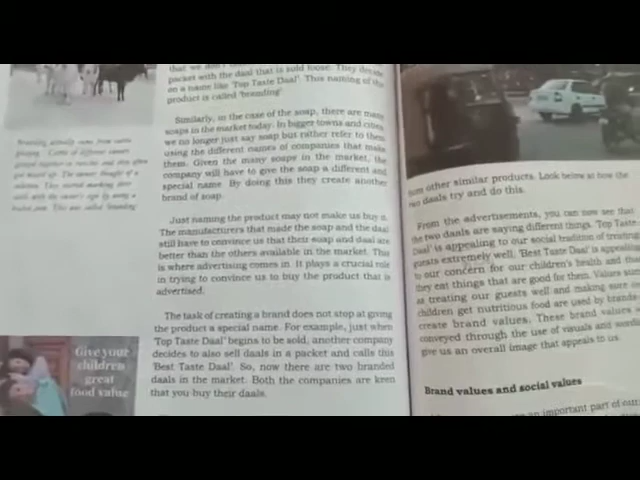 that we don't
packet with the daal that is sold loose. They decide
on a name like 'Top Taste Daal'. This naming of the
product is called 'branding'.
Similarly, in the case of the soap, there are many
soaps in the market today. In bigger towns and cities,
we no longer just say soap but rather refer to them
using the different names of companies that make
them. Given the many soaps in the market, the
company will have to give the soap a different and
special name. By doing this they create another
brand of soap.
Just naming the product may not make us buy it.
The manufacturers that made the soap and the daal
still have to convince us that their soap and daal are
better than the others available in the market. This
is where advertising comes in. It plays a crucial role
in trying to convince us to buy the product that is
advertised.
The task of creating a brand does not stop at giving
the product a special name. For example, just when
'Top Taste Daal' begins to be sold, another company
decides to also sell daals in a packet and calls this
'Best Taste Daal'. So, now there are two branded
daals in the market. Both the companies are keen
that you buy their daals.
Give your
children
great
food value
from other similar products. Look below at how the
two daals try and do this.
From the advertisements, you can now see that
the two daals are saying different things. 'Top Taste
Daal' is appealing to our social tradition of treating
guests extremely well. 'Best Taste Daal' is appealing
to our concern for our children's health and that
they eat things that are good for them. Values such
as treating our guests well and making sure our
children get nutritious food are used by brands to
create brand values. These brand values are
conveyed through the use of visuals and words to
give us an overall image that appeals to us.
Brand values and social values
an important part of our